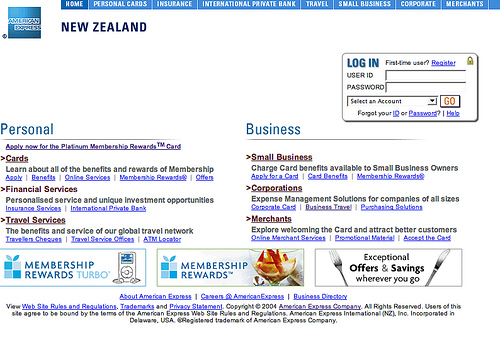 HOME PERSONAL CARDS INSURANCE INTERNATIONAL PRIVATE BANK TRAVEL SMALL BUSINESS CORPORATE MERCHANTS
AMERICAN EXPRESS
®
NEW ZEALAND
LOG IN First-time user? Register
USER ID
PASSWORD
Select an Account GO
Forgot your ID or Password? | Help
Personal
Apply now for the Platinum Membership Rewards™ Card
>Cards
Learn about all of the benefits and rewards of Membership
Apply | Benefits | Online Services | Membership Rewards® | Offers
>Financial Services
Personalised service and unique investment opportunities
Insurance Services | International Private Bank
>Travel Services
The benefits and service of our global travel network
Travellers Cheques | Travel Service Offices | ATM Locator
Business
>Small Business
Charge Card benefits available to Small Business Owners
Apply for a Card | Card Benefits | Membership Rewards®
>Corporations
Expense Management Solutions for companies of all sizes
Corporate Card | Business Travel | Purchasing Solutions
>Merchants
Explore welcoming the Card and attract better customers
Online Merchant Services | Promotional Material | Accept the Card
MEMBERSHIP
REWARDS TURBO™
MEMBERSHIP
REWARDS™
Exceptional
Offers & Savings
wherever you go
About American Express | Careers @ AmericanExpress | Business Directory
View Web Site Rules and Regulations, Trademarks and Privacy Statement. Copyright © 2004 American Express Company. All Rights Reserved. Users of this
site agree to be bound by the terms of the American Express Web Site Rules and Regulations. American Express International (NZ), Inc. Incorporated in
Delaware, USA. ®Registered trademark of American Express Company.